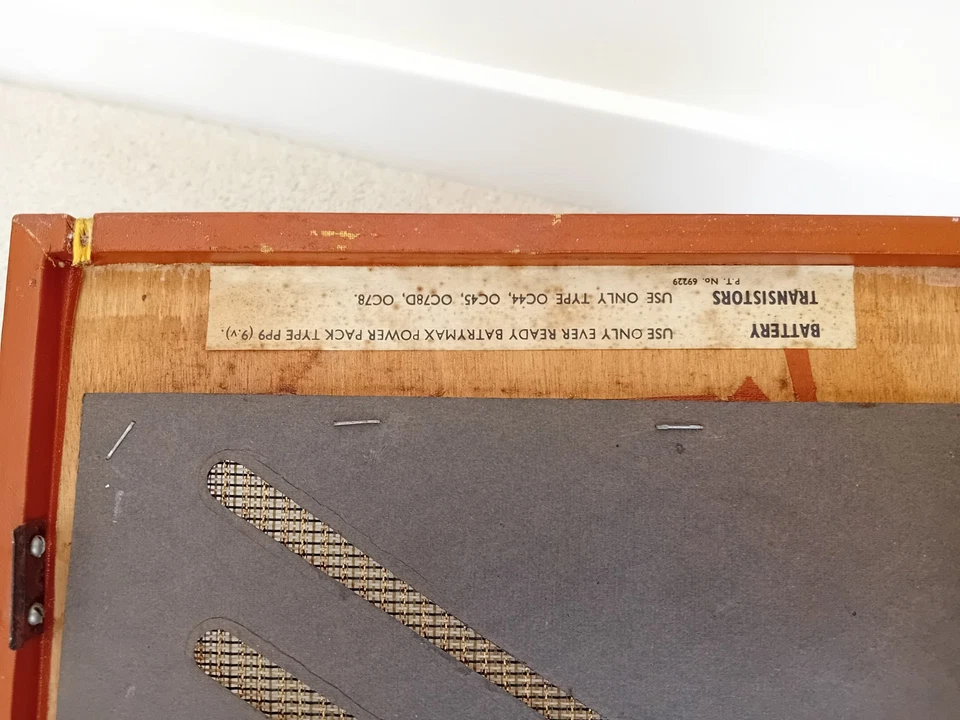 BATTERY USE ONLY EVER READY BATRYMAX POWER PACK TYPE PP9 (9.v).
TRANSISTORS USE ONLY TYPE OC44, OC45, OC78D, OC78.
P.T. No. 69229